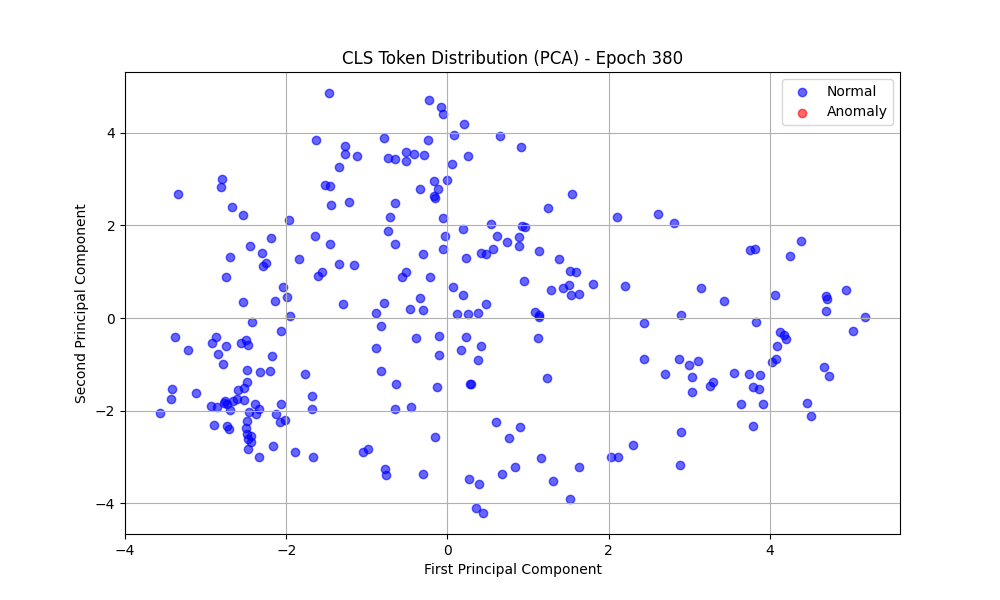 CLS Token Distribution (PCA) - Epoch 380
Normal
Anomaly
4
2
0
−2
−4
Second Principal Component
−4
−2
0
2
4
First Principal Component